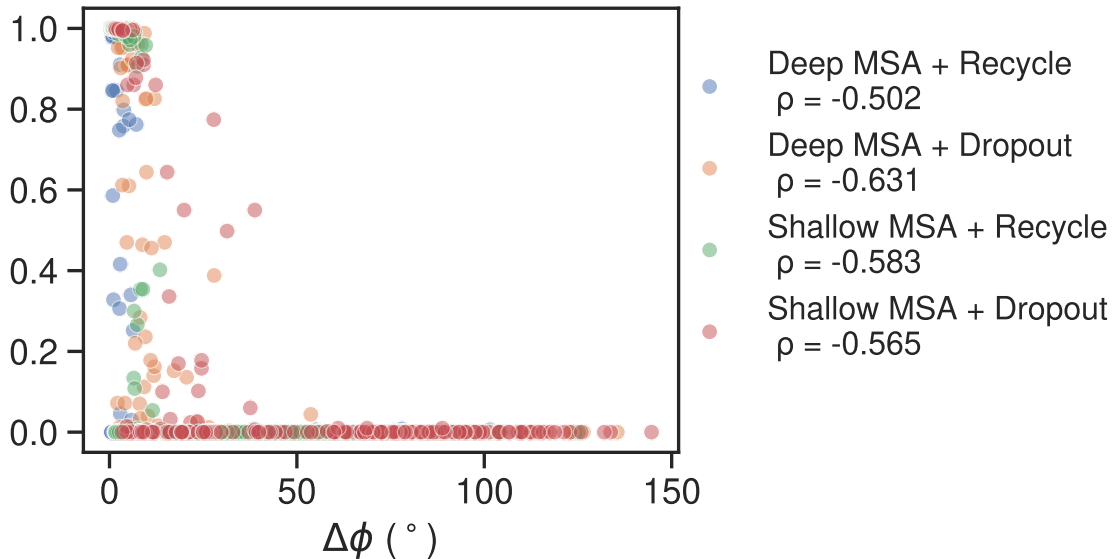 1.0
0.8
0.6
0.4
0.2
0.0
0
50
100
150
Δϕ (°)
Deep MSA + Recycle
ρ = -0.502
Deep MSA + Dropout
ρ = -0.631
Shallow MSA + Recycle
ρ = -0.583
Shallow MSA + Dropout
ρ = -0.565